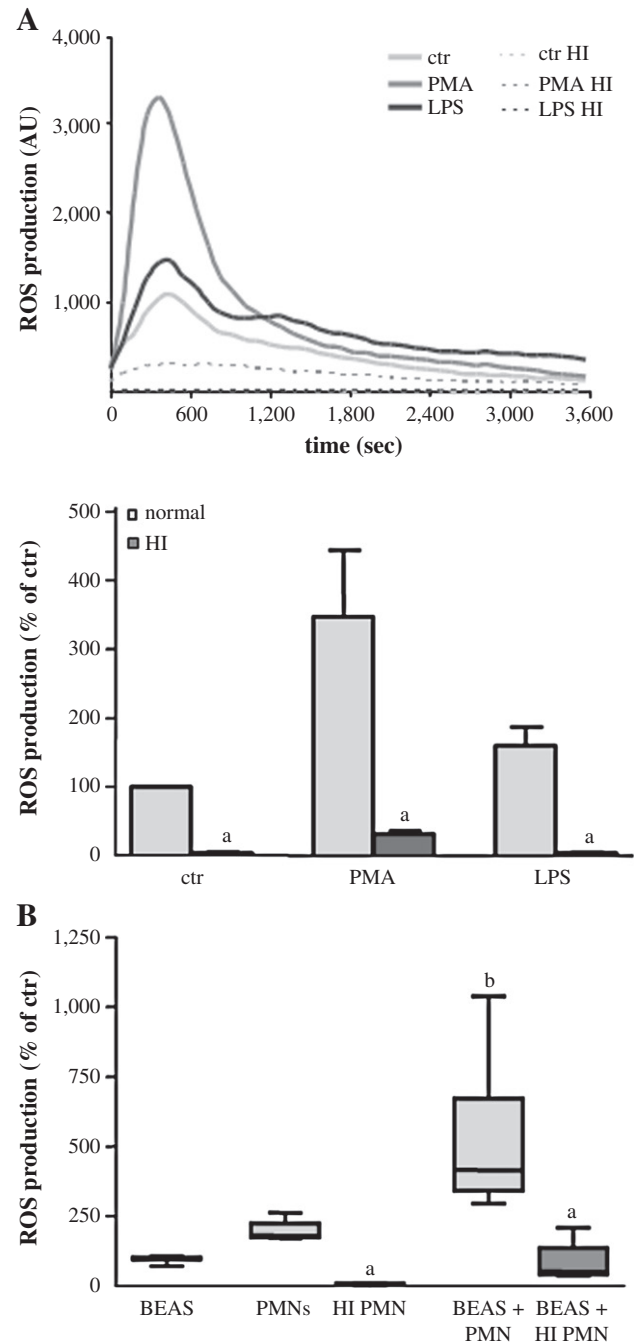 A
4,000
3,000
2,000
1,000
ROS production (AU)
ctr
PMA
LPS
ctr HI
PMA HI
LPS HI
0
600
1,200
1,800
2,400
3,000
3,600
time (sec)
500
400
300
200
100
0
ROS production (% of ctr)
normal
HI
a
a
a
ctr
PMA
LPS
B
1,250
1,000
750
500
250
0
ROS production (% of ctr)
a
b
a
BEAS
PMNs
HI PMN
BEAS +
PMN
BEAS +
HI PMN